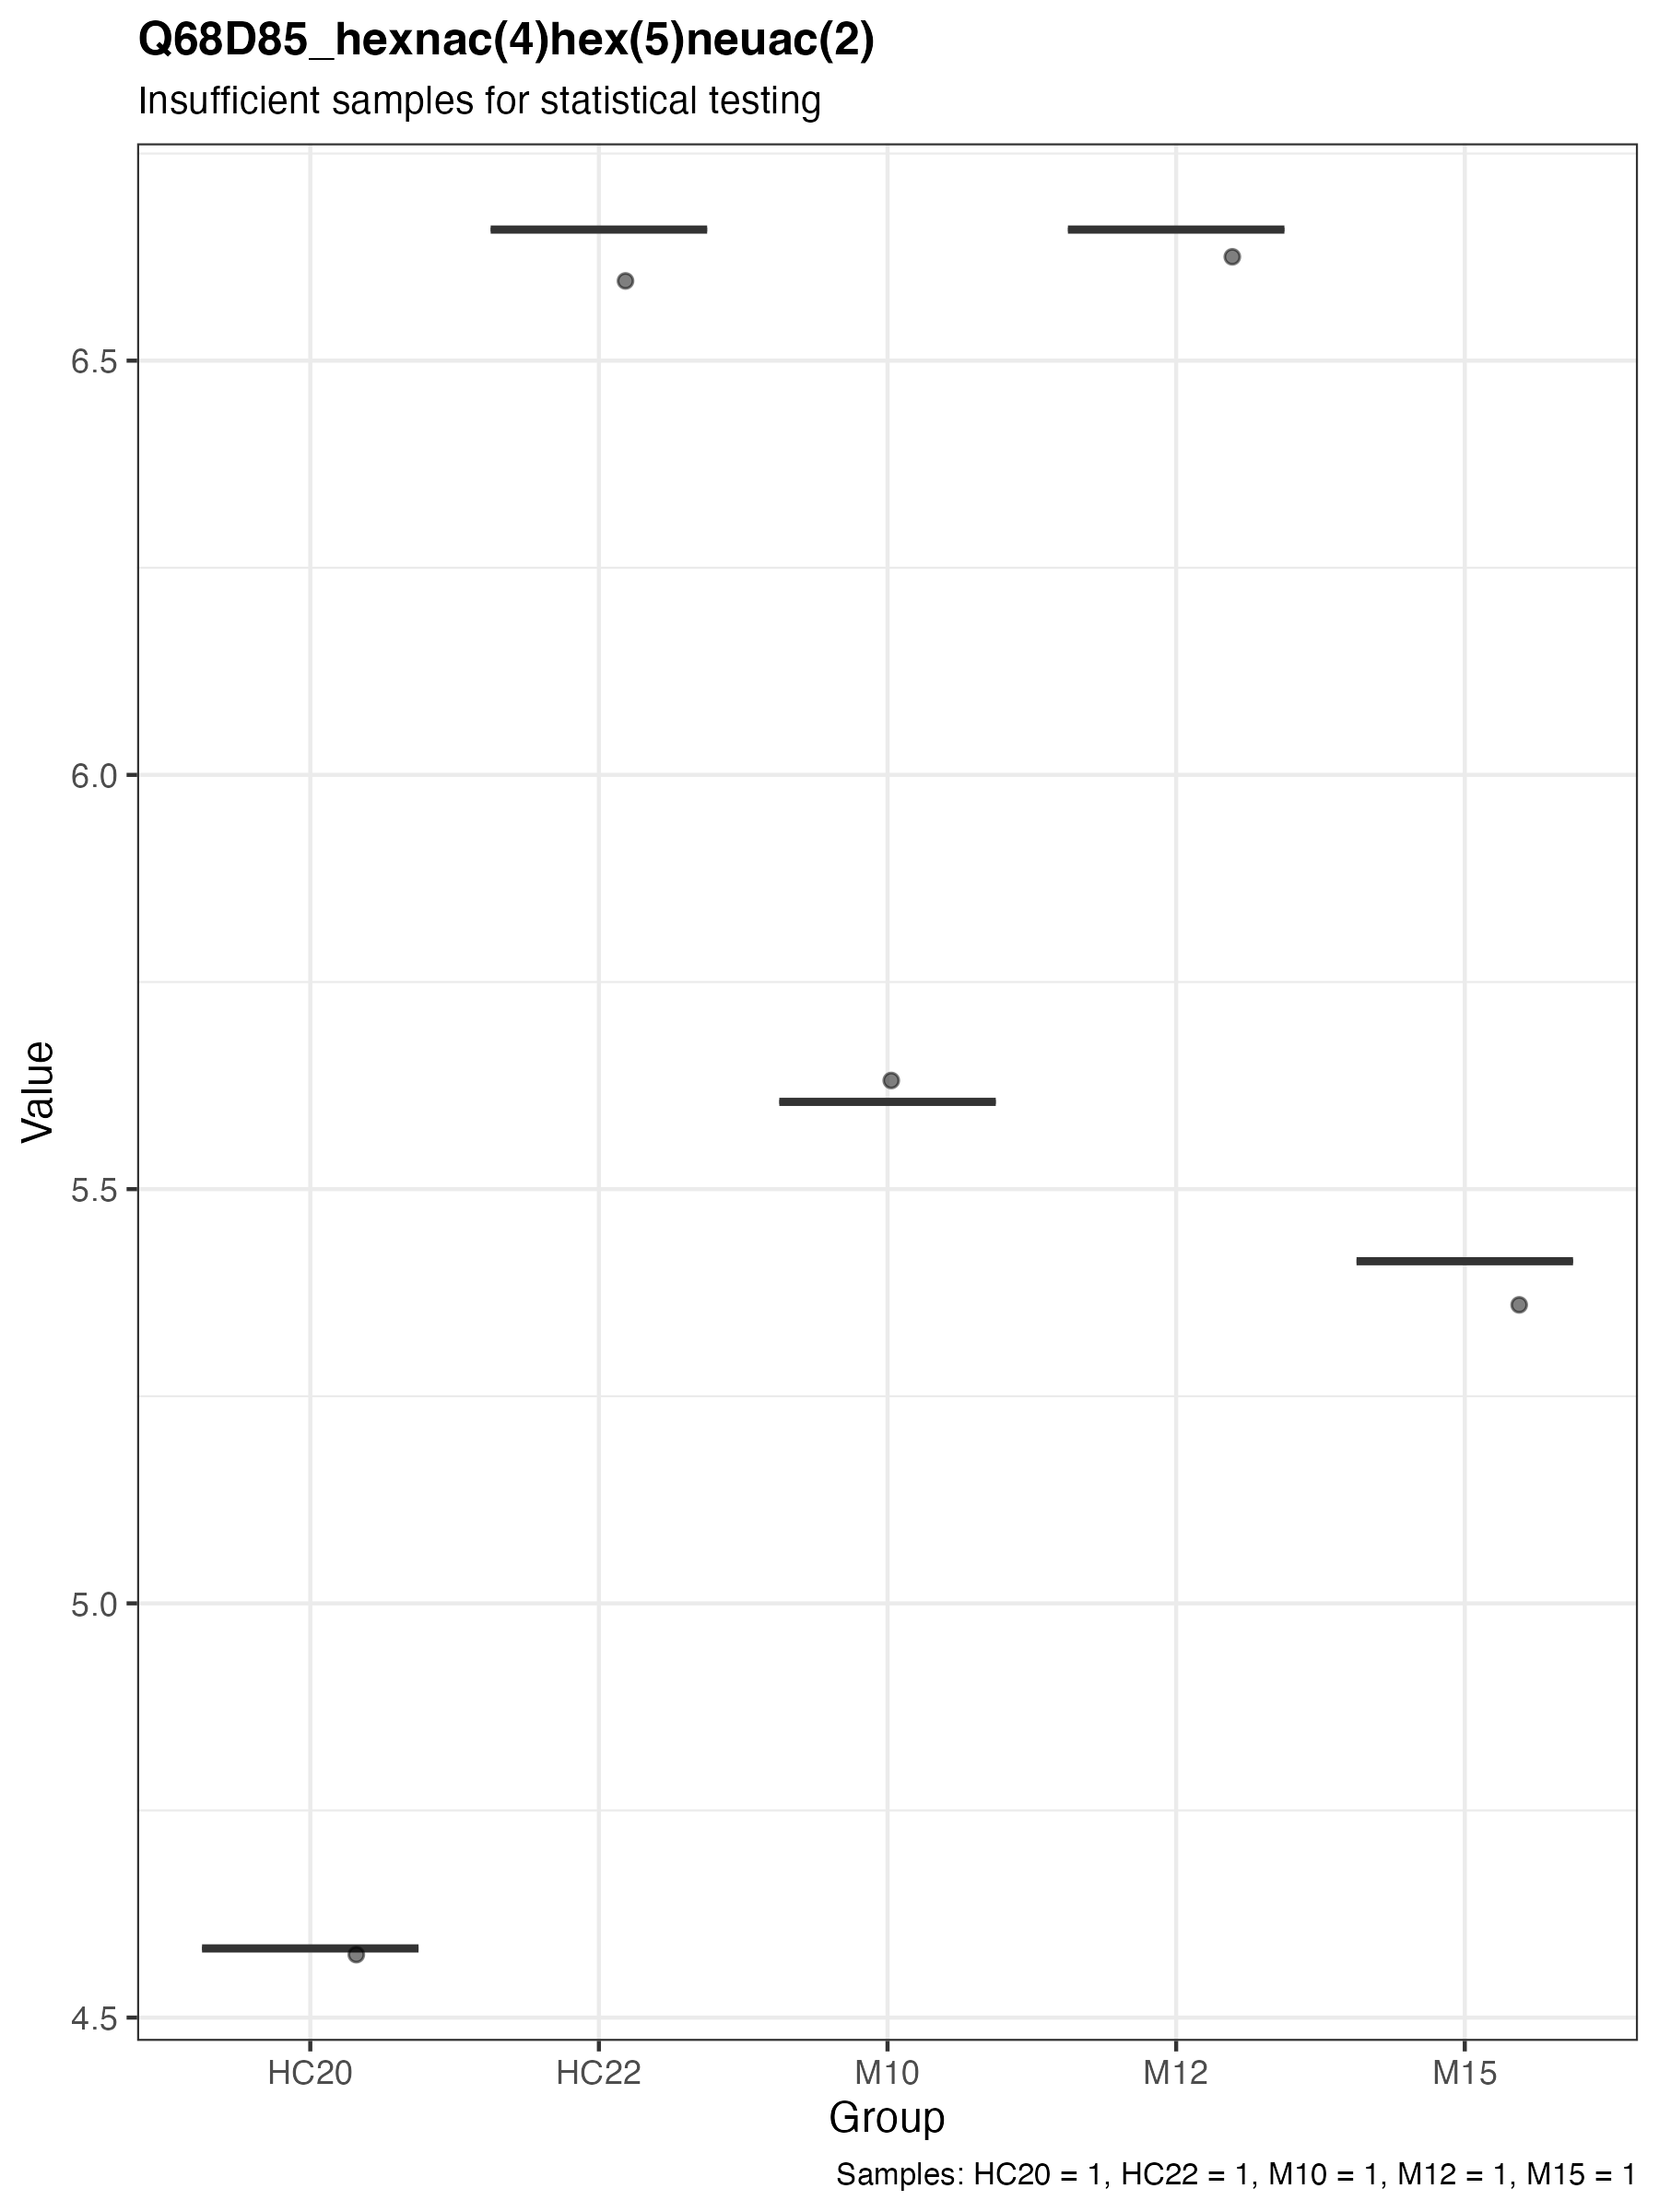 Q68D85_hexnac(4)hex(5)neuac(2)
Insufficient samples for statistical testing
Value
6.5
6.0
5.5
5.0
4.5
HC20 HC22 M10 M12 M15
Group
Samples: HC20 = 1, HC22 = 1, M10 = 1, M12 = 1, M15 = 1